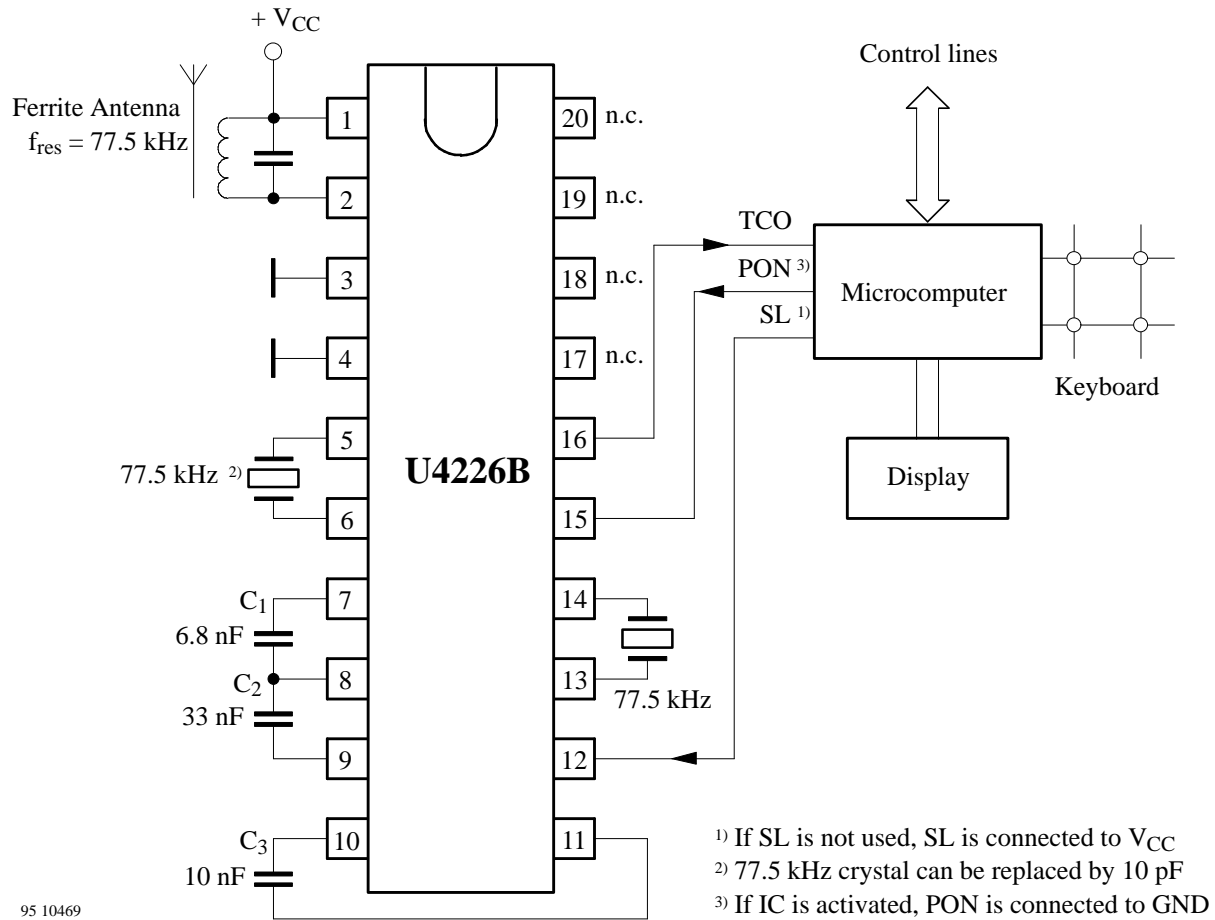 + V_CC
Ferrite Antenna
f_res = 77.5 kHz
Control lines
1
20 n.c.
2
19 n.c.
3
18 n.c.
4
17 n.c.
TCO
PON ³⁾
SL ¹⁾
Microcomputer
Keyboard
Display
5
16
77.5 kHz ²⁾
U4226B
6
15
C₁
7
14
6.8 nF
C₂
8
13
77.5 kHz
33 nF
9
12
C₃
10
11
10 nF
¹⁾ If SL is not used, SL is connected to V_CC
²⁾ 77.5 kHz crystal can be replaced by 10 pF
³⁾ If IC is activated, PON is connected to GND
95 10469